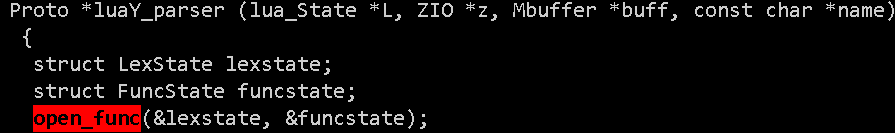 Proto *luaY_parser (lua_State *L, ZIO *z, Mbuffer *buff, const char *name)
{
struct LexState lexstate;
struct FuncState funcstate;
open_func(&lexstate, &funcstate);